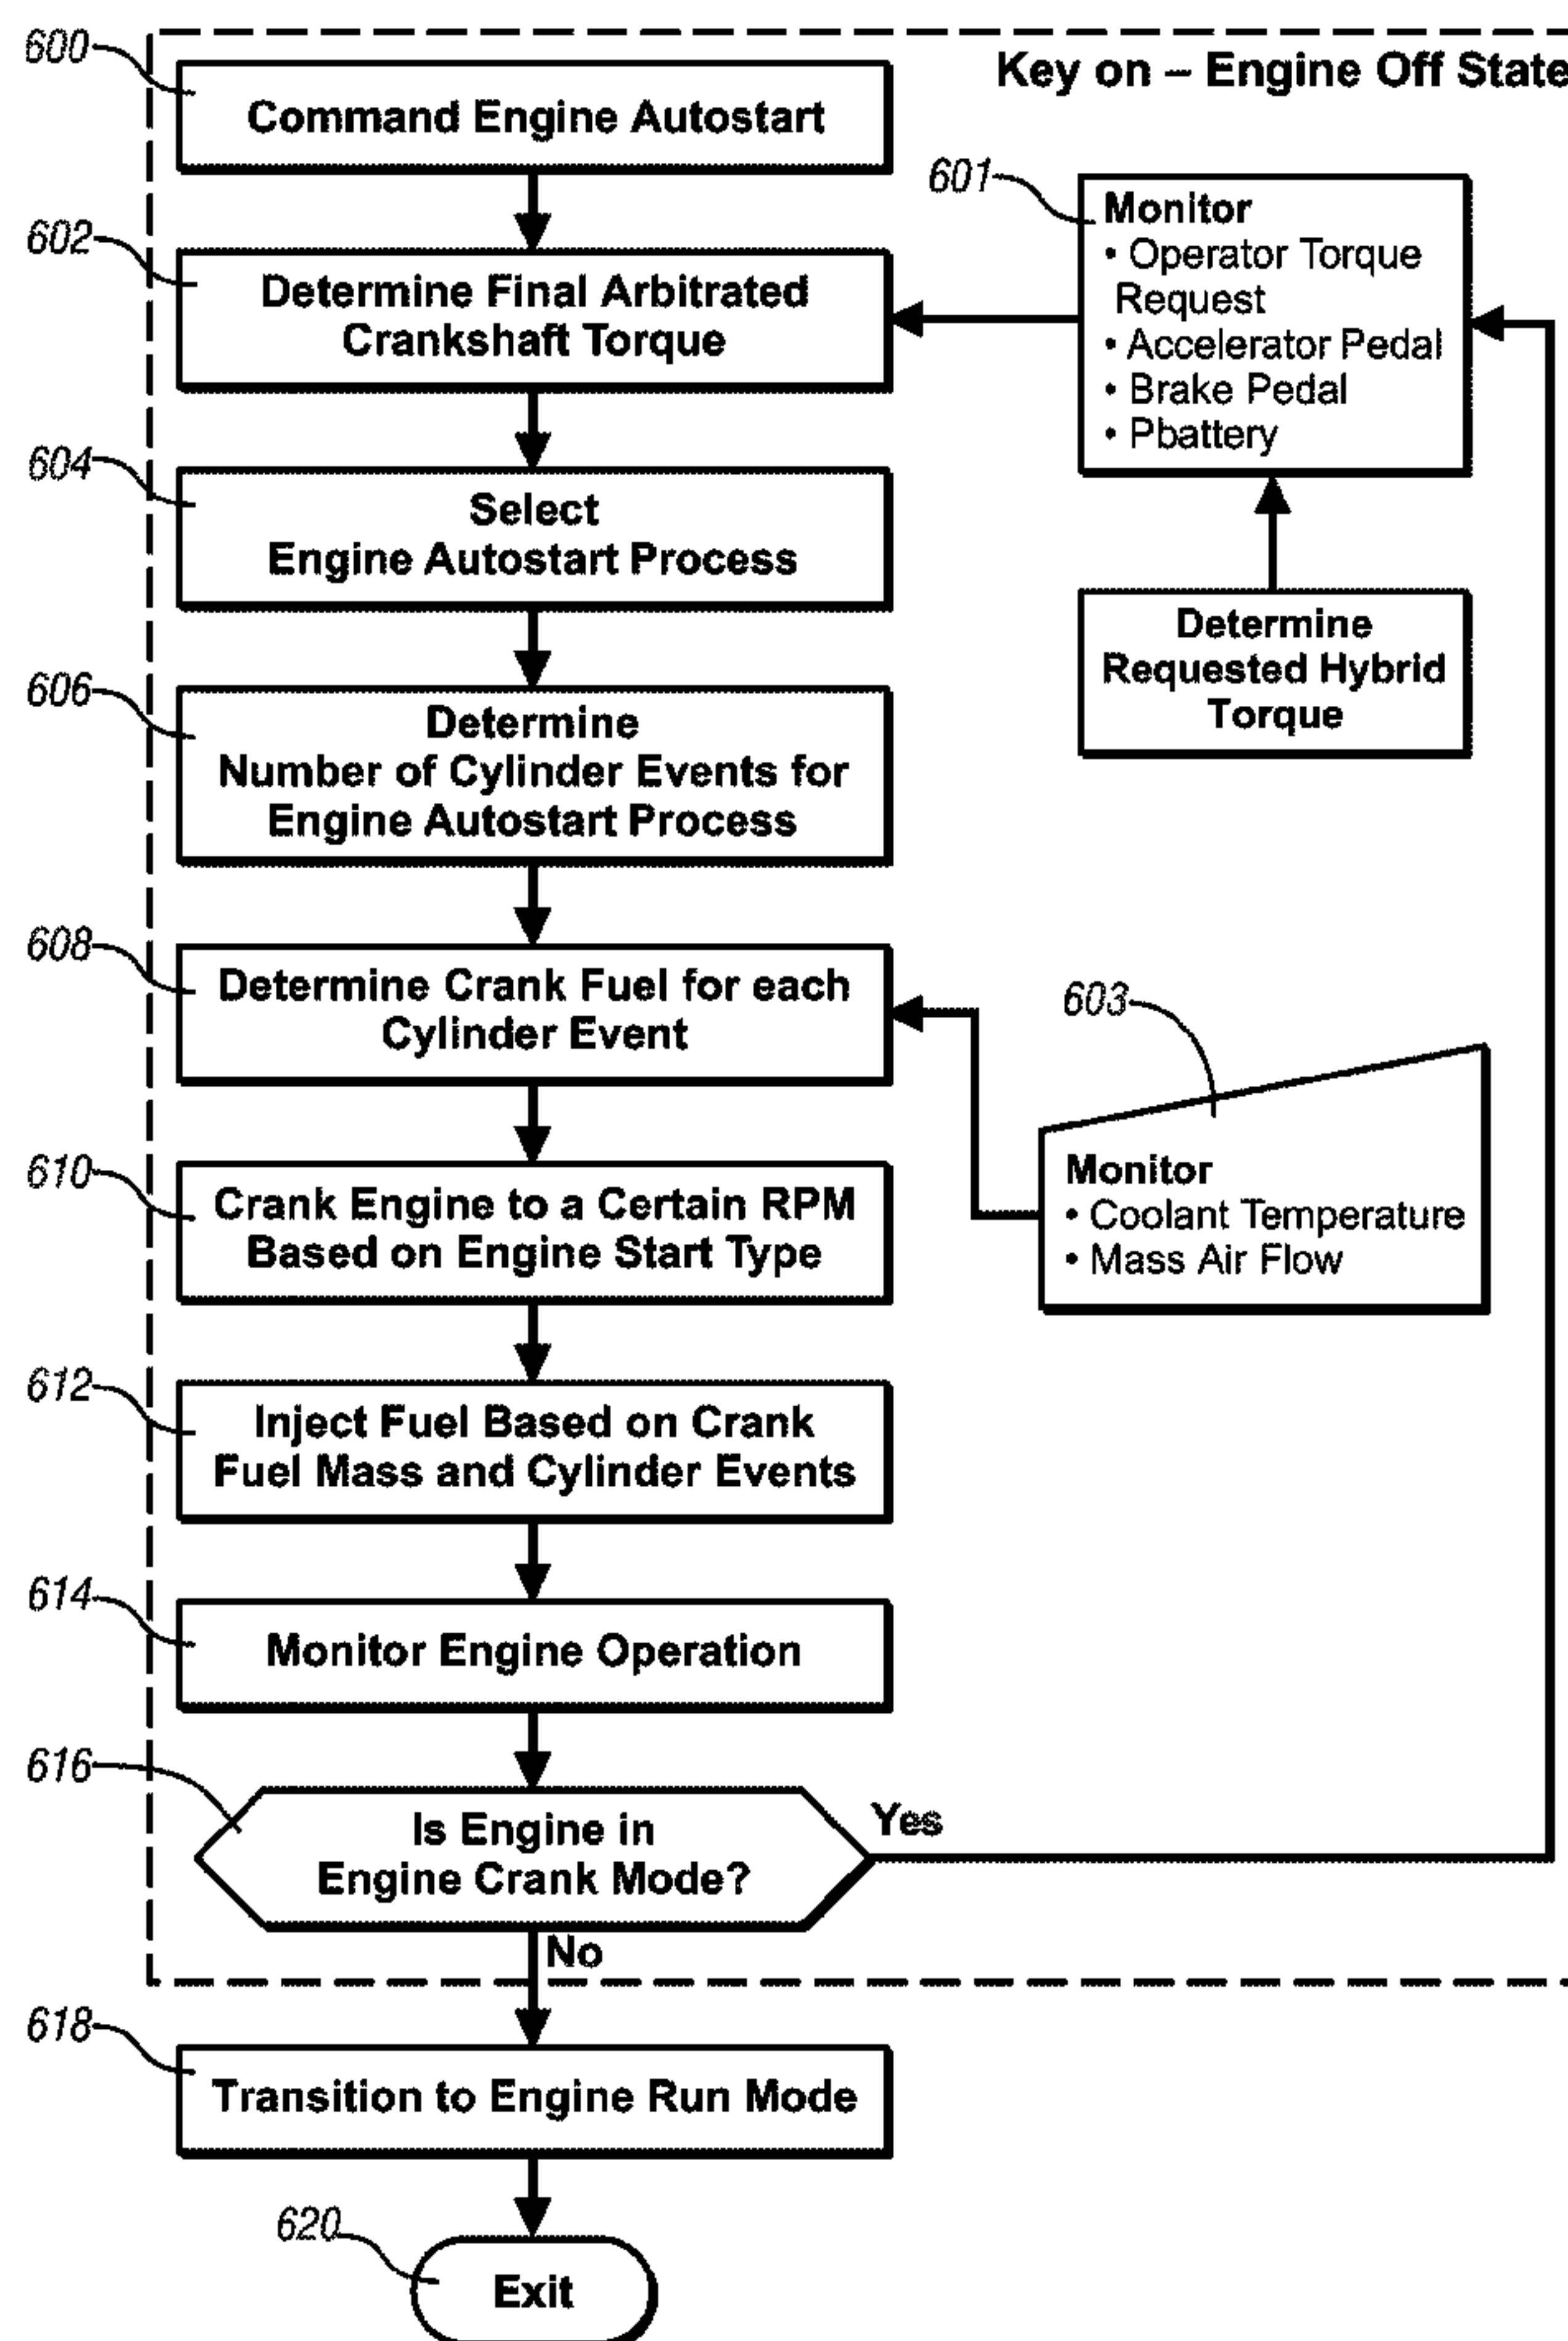 600
Key on – Engine Off State
Command Engine Autostart
601
Monitor
• Operator Torque
Request
• Accelerator Pedal
• Brake Pedal
• Pbattery
602
Determine Final Arbitrated
Crankshaft Torque
604
Select
Engine Autostart Process
Determine
Requested Hybrid
Torque
606
Determine
Number of Cylinder Events for
Engine Autostart Process
608
Determine Crank Fuel for each
Cylinder Event
603
Monitor
• Coolant Temperature
• Mass Air Flow
610
Crank Engine to a Certain RPM
Based on Engine Start Type
612
Inject Fuel Based on Crank
Fuel Mass and Cylinder Events
614
Monitor Engine Operation
616
Is Engine in
Engine Crank Mode?
Yes
No
618
Transition to Engine Run Mode
620
Exit